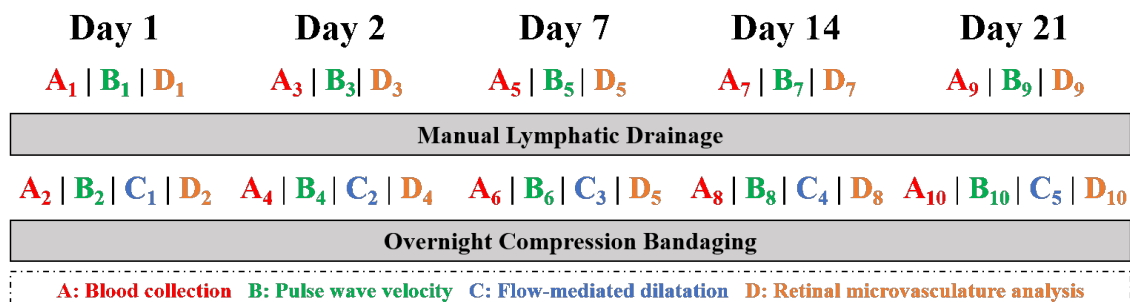 Day 1 Day 2 Day 7 Day 14 Day 21
A₁ | B₁ | D₁ A₃ | B₃| D₃ A₅ | B₅ | D₅ A₇ | B₇ | D₇ A₉ | B₉ | D₉
Manual Lymphatic Drainage
A₂ | B₂ | C₁ | D₂ A₄ | B₄ | C₂ | D₄ A₆ | B₆ | C₃ | D₅ A₈ | B₈ | C₄ | D₈ A₁₀ | B₁₀ | C₅ | D₁₀
Overnight Compression Bandaging
A: Blood collection B: Pulse wave velocity C: Flow-mediated dilatation D: Retinal microvasculature analysis